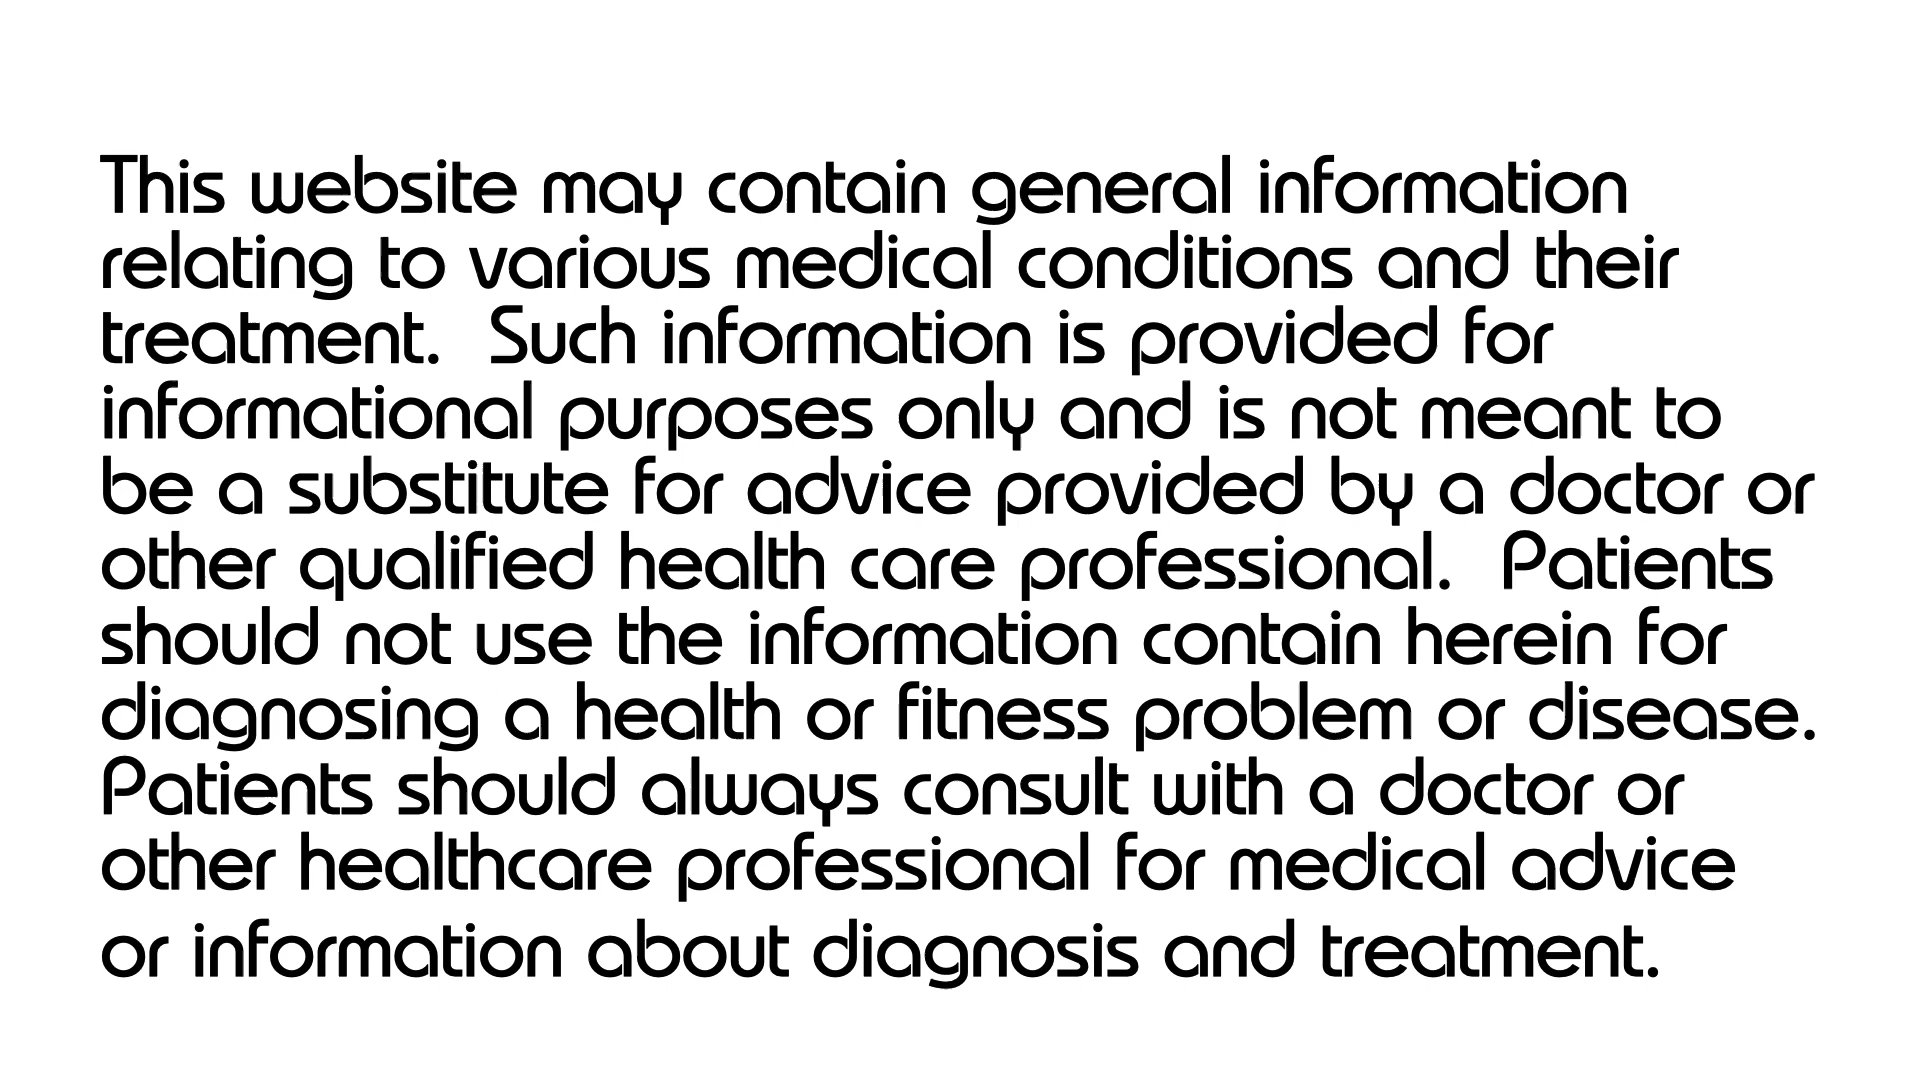 This website may contain general information
relating to various medical conditions and their
treatment.  Such information is provided for
informational purposes only and is not meant to
be a substitute for advice provided by a doctor or
other qualified health care professional.  Patients
should not use the information contain herein for
diagnosing a health or fitness problem or disease.
Patients should always consult with a doctor or
other healthcare professional for medical advice
or information about diagnosis and treatment.